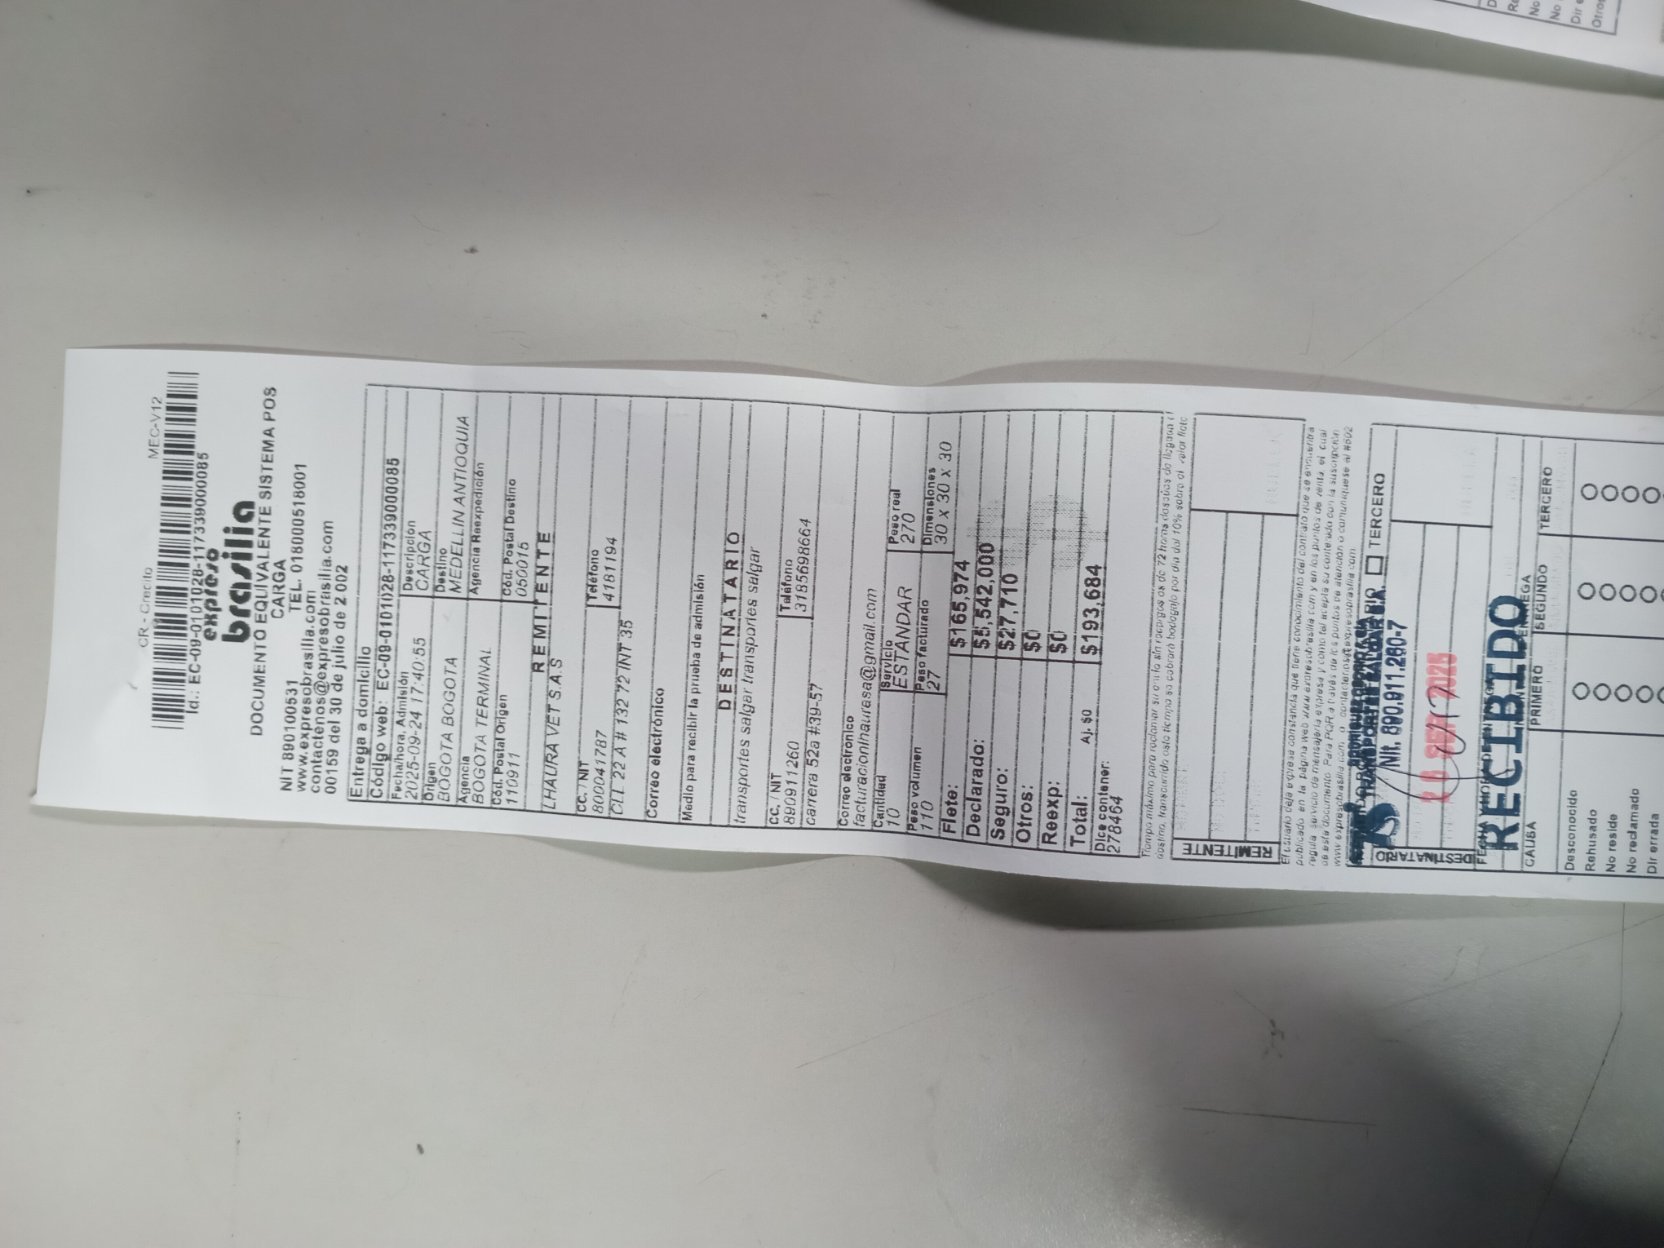 CR - Credito MEC-V12
Id.: EC-09-0101028-117339000085
expreso
brasilia
DOCUMENTO EQUIVALENTE SISTEMA POS
CARGA
NIT 890100531 TEL. 018000518001
www.expresobrasilia.com
contactenos@expresobrasilia.com
00159 del 30 de julio de 2 002
Entrega a domicilio
Código web: EC-09-0101028-117339000085
Fecha/hora, Admisión Descripción
2025-09-24 17:40:55 CARGA
Origen Destino
BOGOTA BOGOTA MEDELLIN ANTIOQUIA
Agencia Agencia Reexpedición
BOGOTA TERMINAL
Cód. Postal Origen Cód. Postal Destino
110911 050015
REMITENTE
LHAURA VET S.A.S
CC. / NIT Teléfono
800041787 4181194
CLL 22 A # 132 72 INT 35
Correo electrónico
Medio para recibir la prueba de admisión
DESTINATARIO
transportes salgar transportes salgar
CC. / NIT Teléfono
890911260 3185698664
carrera 52a #39-57
Correo electrónico
facturacionlhauresa@gmail.com
Cantidad Servicio Peso real
10 ESTANDAR 270
Peso volumen Peso facturado Dimensiones
110 27 30 x 30 x 30
Flete: $165,974
Declarado: $5,542,000
Seguro: $27,710
Otros: $0
Reexp: $0
Total: Aj. $0 $193,684
Dice contener:
278464
REMITENTE
TERCERO
DESTINATARIO
Nit. 890.911.260-7
SEP 2025
RECIBIDO
CAUSA
PRIMERO SEGUNDO TERCERO
Desconocido
Rehusado
No reside
No reclamado
Dir errada